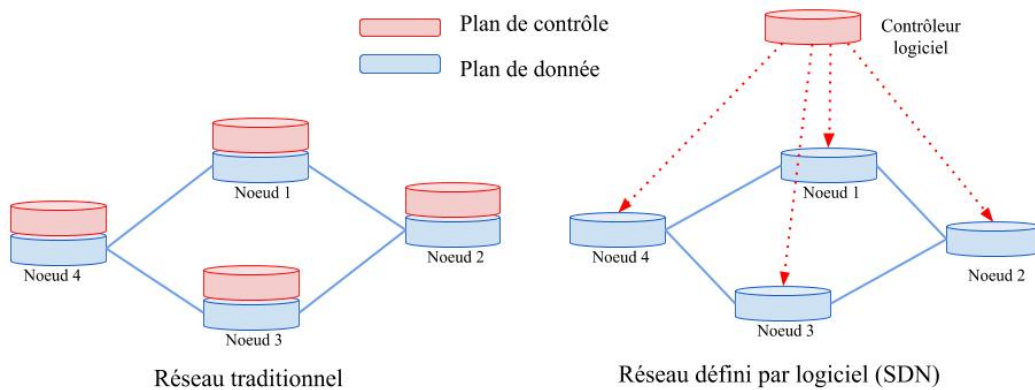 Plan de contrôle
Plan de donnée
Contrôleur
logiciel
Noeud 1
Noeud 2
Noeud 4
Noeud 3
Réseau traditionnel
Noeud 1
Noeud 4
Noeud 2
Noeud 3
Réseau défini par logiciel (SDN)